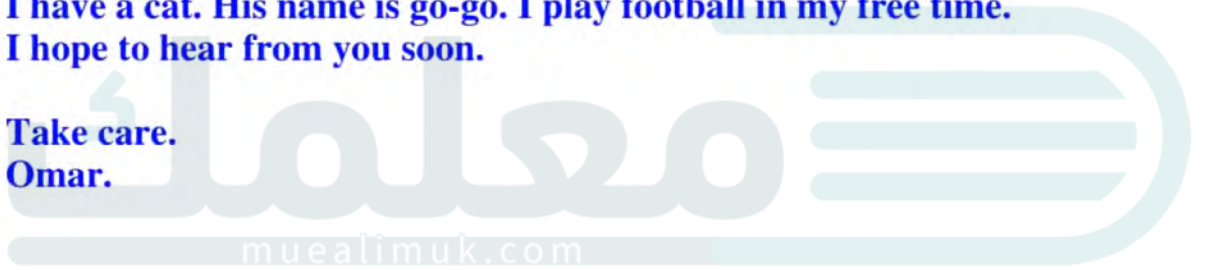 I have a cat. His name is go-go. I play football in my free time.
I hope to hear from you soon.
Take care.
Omar.
معلمك
muealimuk.com